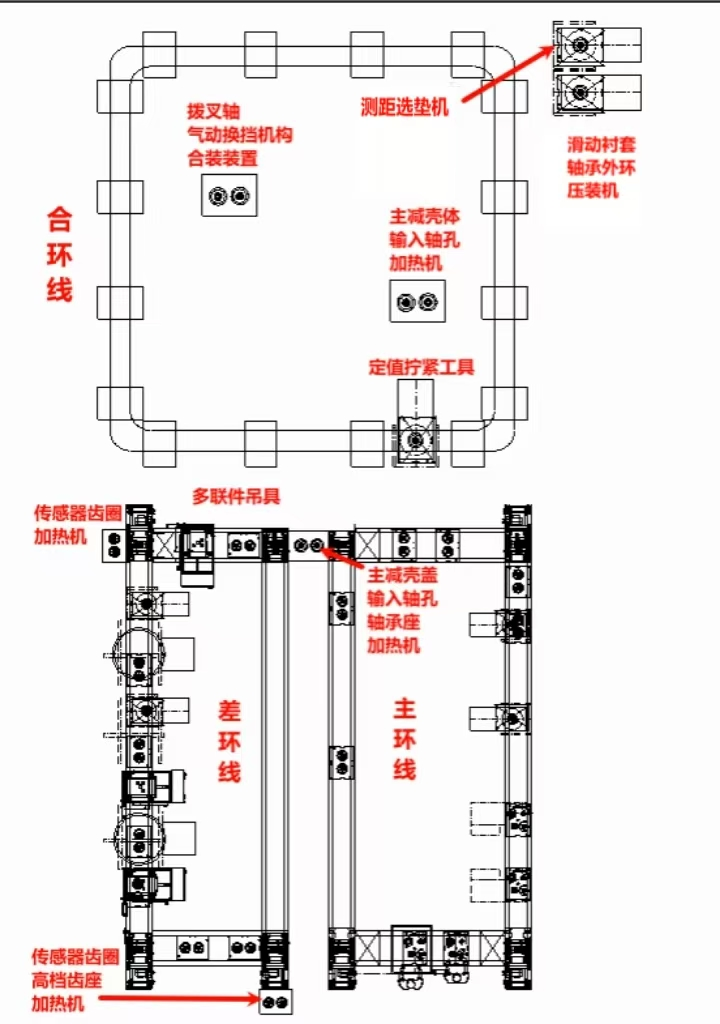 测距选垫机
拨叉轴
气动换挡机构
合装装置
滑动衬套
轴承外环
压装机
合
环
线
主减壳体
输入轴孔
加热机
定值拧紧工具
多联件吊具
传感器齿圈
加热机
主减壳盖
输入轴孔
轴承座
加热机
差
环
线
主
环
线
传感器齿圈
高档齿座
加热机